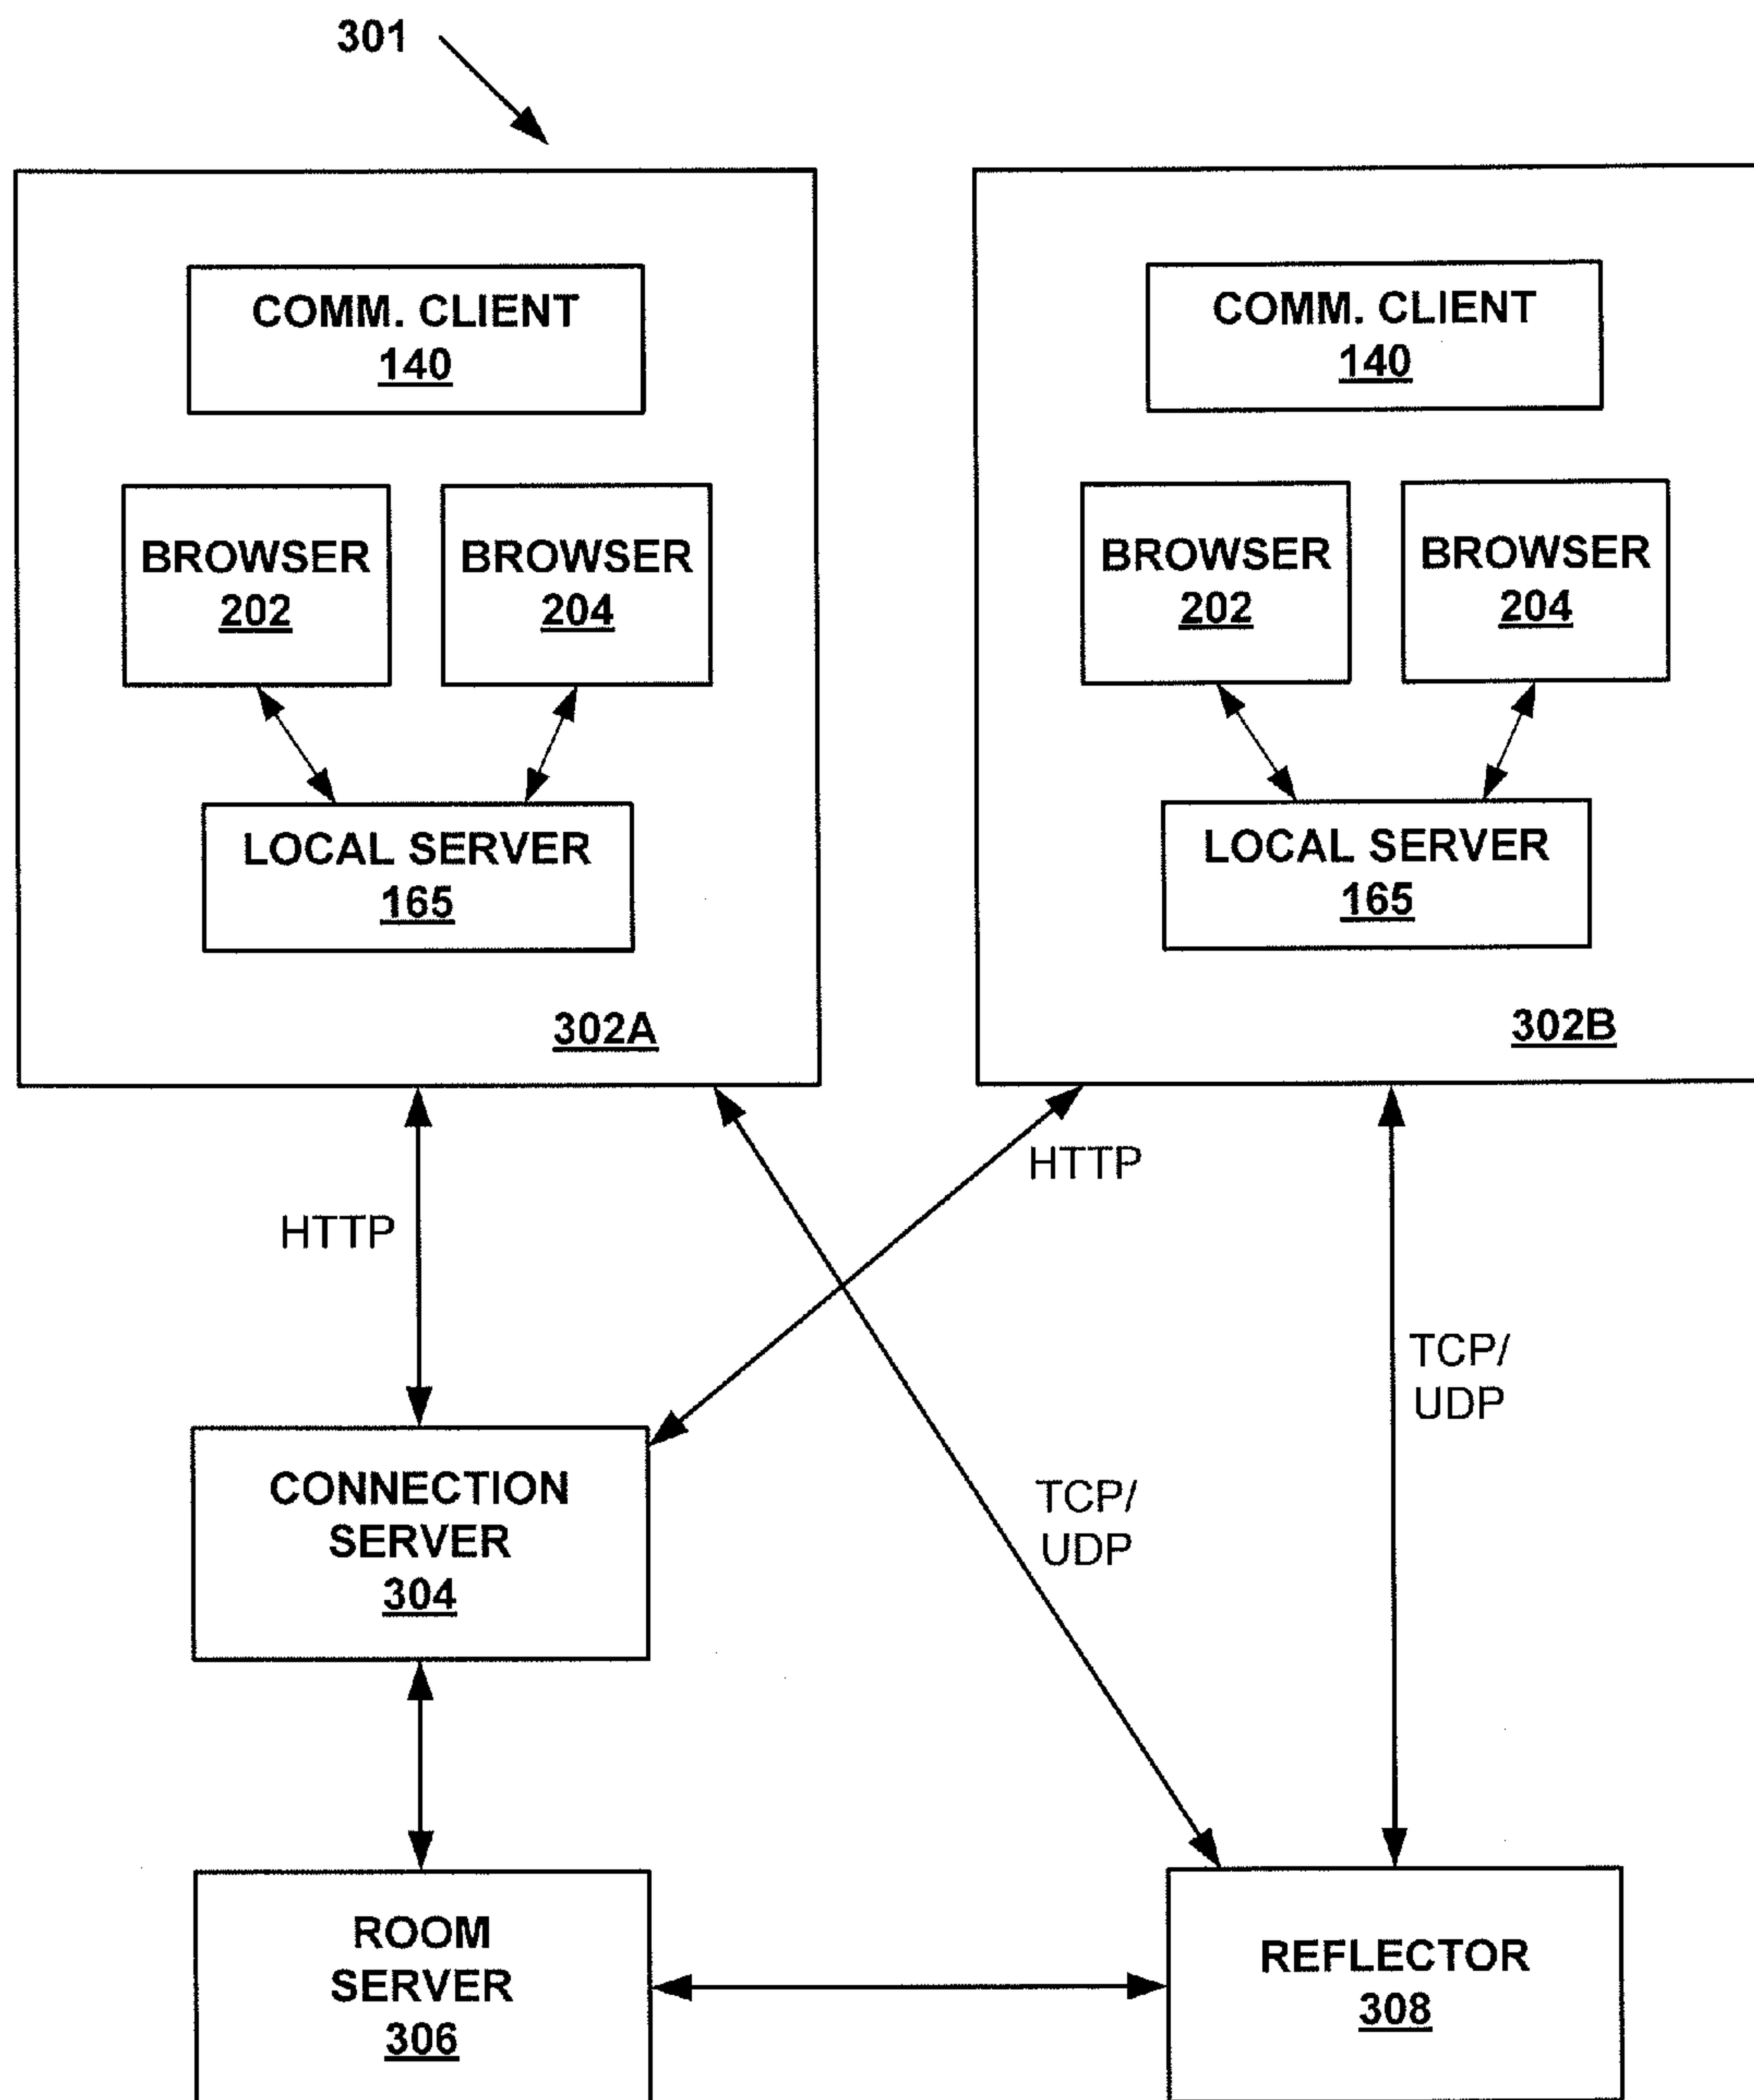 301
COMM. CLIENT
140
BROWSER
202
BROWSER
204
LOCAL SERVER
165
302A
COMM. CLIENT
140
BROWSER
202
BROWSER
204
LOCAL SERVER
165
302B
HTTP
HTTP
TCP/
UDP
TCP/
UDP
CONNECTION
SERVER
304
ROOM
SERVER
306
REFLECTOR
308